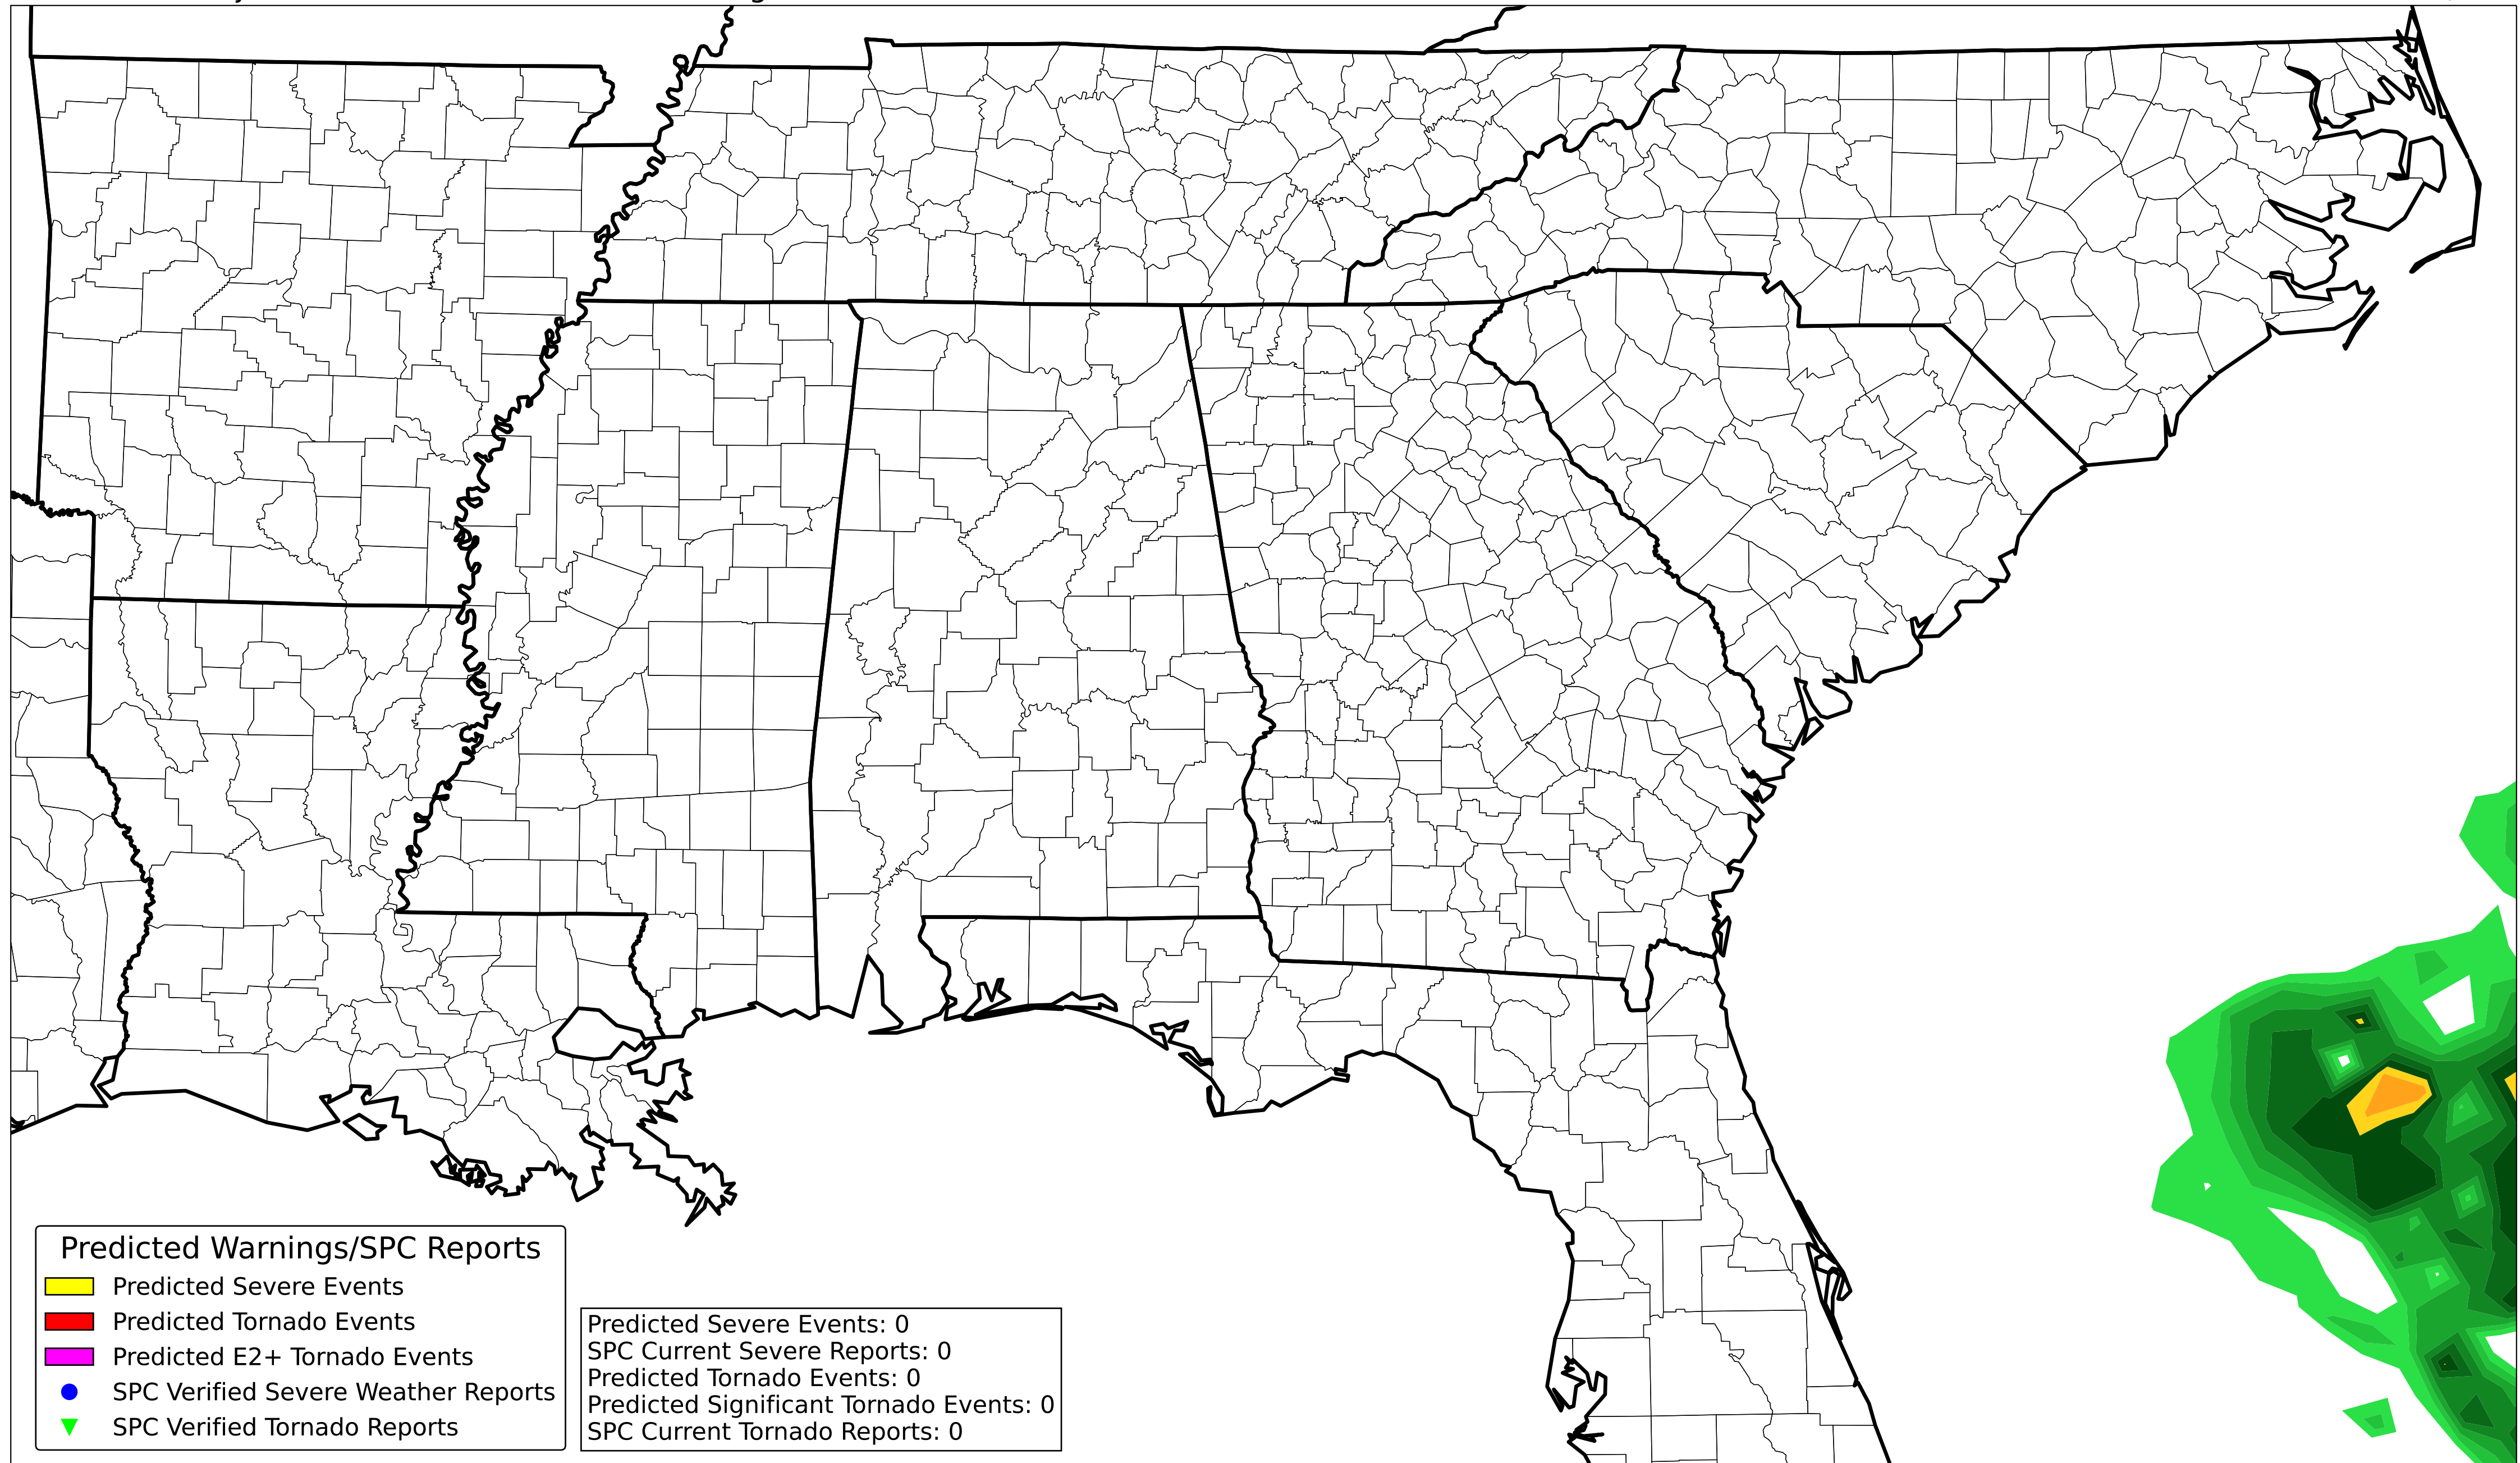 Predicted Warnings/SPC Reports
Predicted Severe Events
Predicted Tornado Events
Predicted E2+ Tornado Events
SPC Verified Severe Weather Reports
SPC Verified Tornado Reports
Predicted Severe Events: 0
SPC Current Severe Reports: 0
Predicted Tornado Events: 0
Predicted Significant Tornado Events: 0
SPC Current Tornado Reports: 0